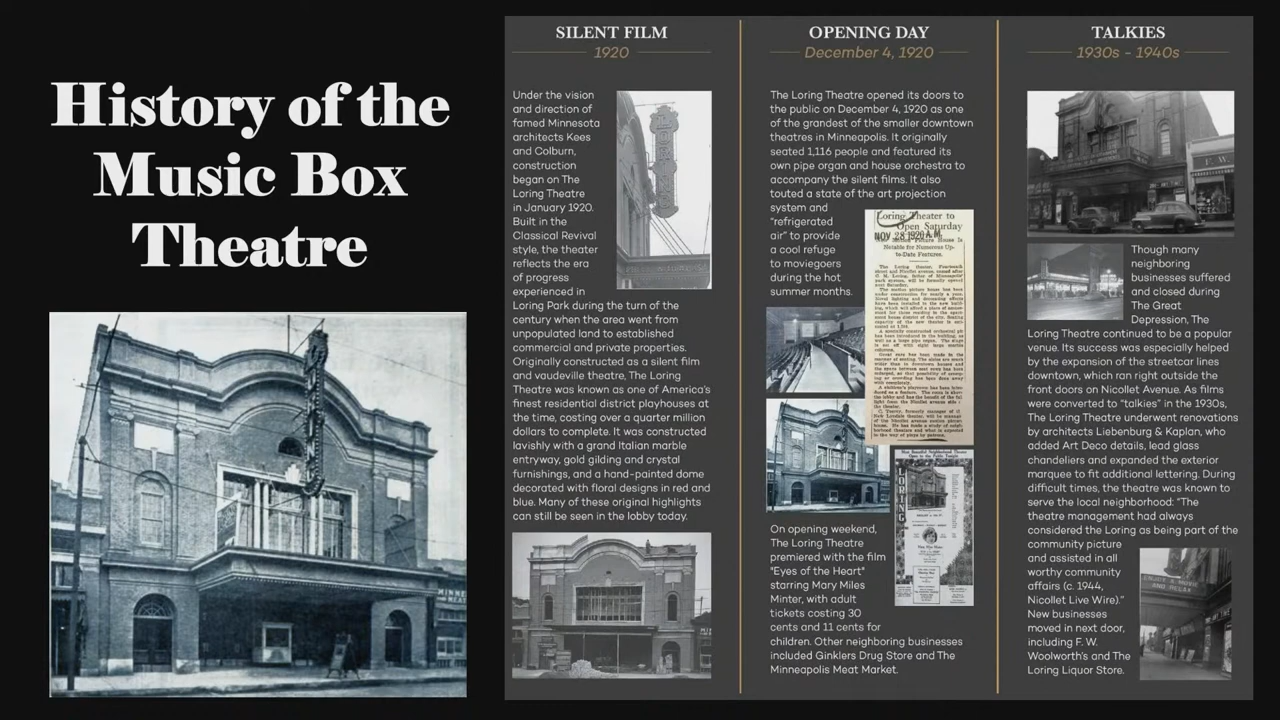 History of the
Music Box
Theatre
SILENT FILM
1920
Under the vision
and direction of
famed Minnesota
architects Kees
and Colburn,
construction
began on The
Loring Theatre
in January 1920.
Built in the
Classical Revival
style, the theater
reflects the era
of progress
experienced in
Loring Park during the turn of the
century when the area went from
unpopulated land to established
commercial and private properties.
Originally constructed as a silent film
and vaudeville theatre, The Loring
Theatre was known as one of America's
finest residential district playhouses at
the time, costing over a quarter million
dollars to complete. It was constructed
lavishly with a grand Italian marble
entryway, gold gilding and crystal
furnishings, and a hand-painted dome
decorated with floral designs in red and
blue. Many of these original highlights
can still be seen in the lobby today.
OPENING DAY
December 4, 1920
The Loring Theatre opened its doors to
the public on December 4, 1920 as one
of the grandest of the smaller downtown
theatres in Minneapolis. It originally
seated 1,116 people and featured its
own pipe organ and house orchestra to
accompany the silent films. It also
touted a state of the art projection
system and
"refrigerated
air" to provide
a cool refuge
to moviegoers
during the hot
summer months.
Loring Theater to
Open Saturday
NOV 28 1920 A.M.
Picture House Is
Notable for Numerous Up-
to-Date Features.
LORING
On opening weekend,
The Loring Theatre
premiered with the film
"Eyes of the Heart"
starring Mary Miles
Minter, with adult
tickets costing 30
cents and 11 cents for
children. Other neighboring businesses
included Ginklers Drug Store and The
Minneapolis Meat Market.
TALKIES
1930s - 1940s
F. W.
Though many
neighboring
businesses suffered
and closed during
The Great
Depression, The
Loring Theatre continued to be a popular
venue. Its success was especially helped
by the expansion of the streetcar lines
downtown, which ran right outside the
front doors on Nicollet Avenue. As films
were converted to "talkies" in the 1930s,
The Loring Theatre underwent renovations
by architects Liebenburg & Kaplan, who
added Art Deco details, lead glass
chandeliers and expanded the exterior
marquee to fit additional lettering. During
difficult times, the theatre was known to
serve the local neighborhood: "The
theatre management had always
considered the Loring as being part of the
community picture
and assisted in all
worthy community
affairs (c. 1944,
Nicollet Live Wire)."
New businesses
moved in next door,
including F. W.
Woolworth's and The
Loring Liquor Store.
ENJOY A MOVIE
AND RELAX